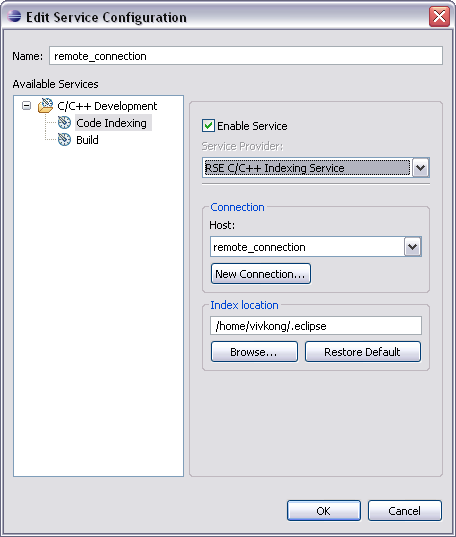 Edit Service Configuration
Name: remote_connection
Available Services
C/C++ Development
Code Indexing
Build
Enable Service
Service Provider:
RSE C/C++ Indexing Service
Connection
Host:
remote_connection
New Connection...
Index location
/home/vivkong/.eclipse
Browse... Restore Default
OK Cancel